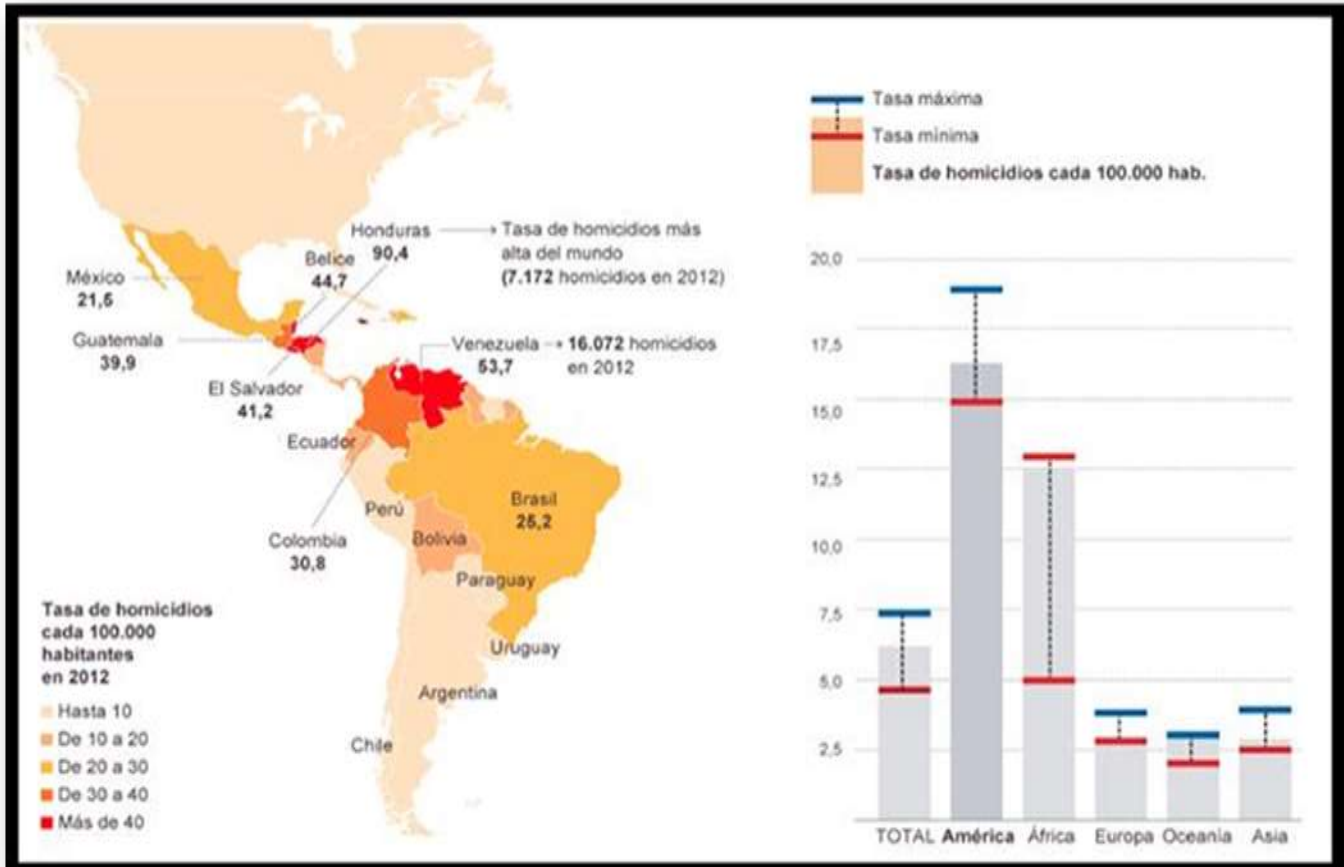 Honduras
90,4
Tasa de homicidios más
alta del mundo
(7.172 homicidios en 2012)
Belice
44,7
México
21,5
Guatemala
39,9
El Salvador
41,2
Venezuela
53,7
16.072 homicidios
en 2012
Ecuador
Perú
Colombia
30,8
Brasil
25,2
Bolivia
Paraguay
Uruguay
Argentina
Chile
Tasa de homicidios
cada 100.000
habitantes
en 2012
Hasta 10
De 10 a 20
De 20 a 30
De 30 a 40
Más de 40
Tasa máxima
Tasa mínima
Tasa de homicidios cada 100.000 hab.
20,0
17,5
15,0
12,5
10,0
7,5
5,0
2,5
TOTAL América África Europa Oceanía Asia